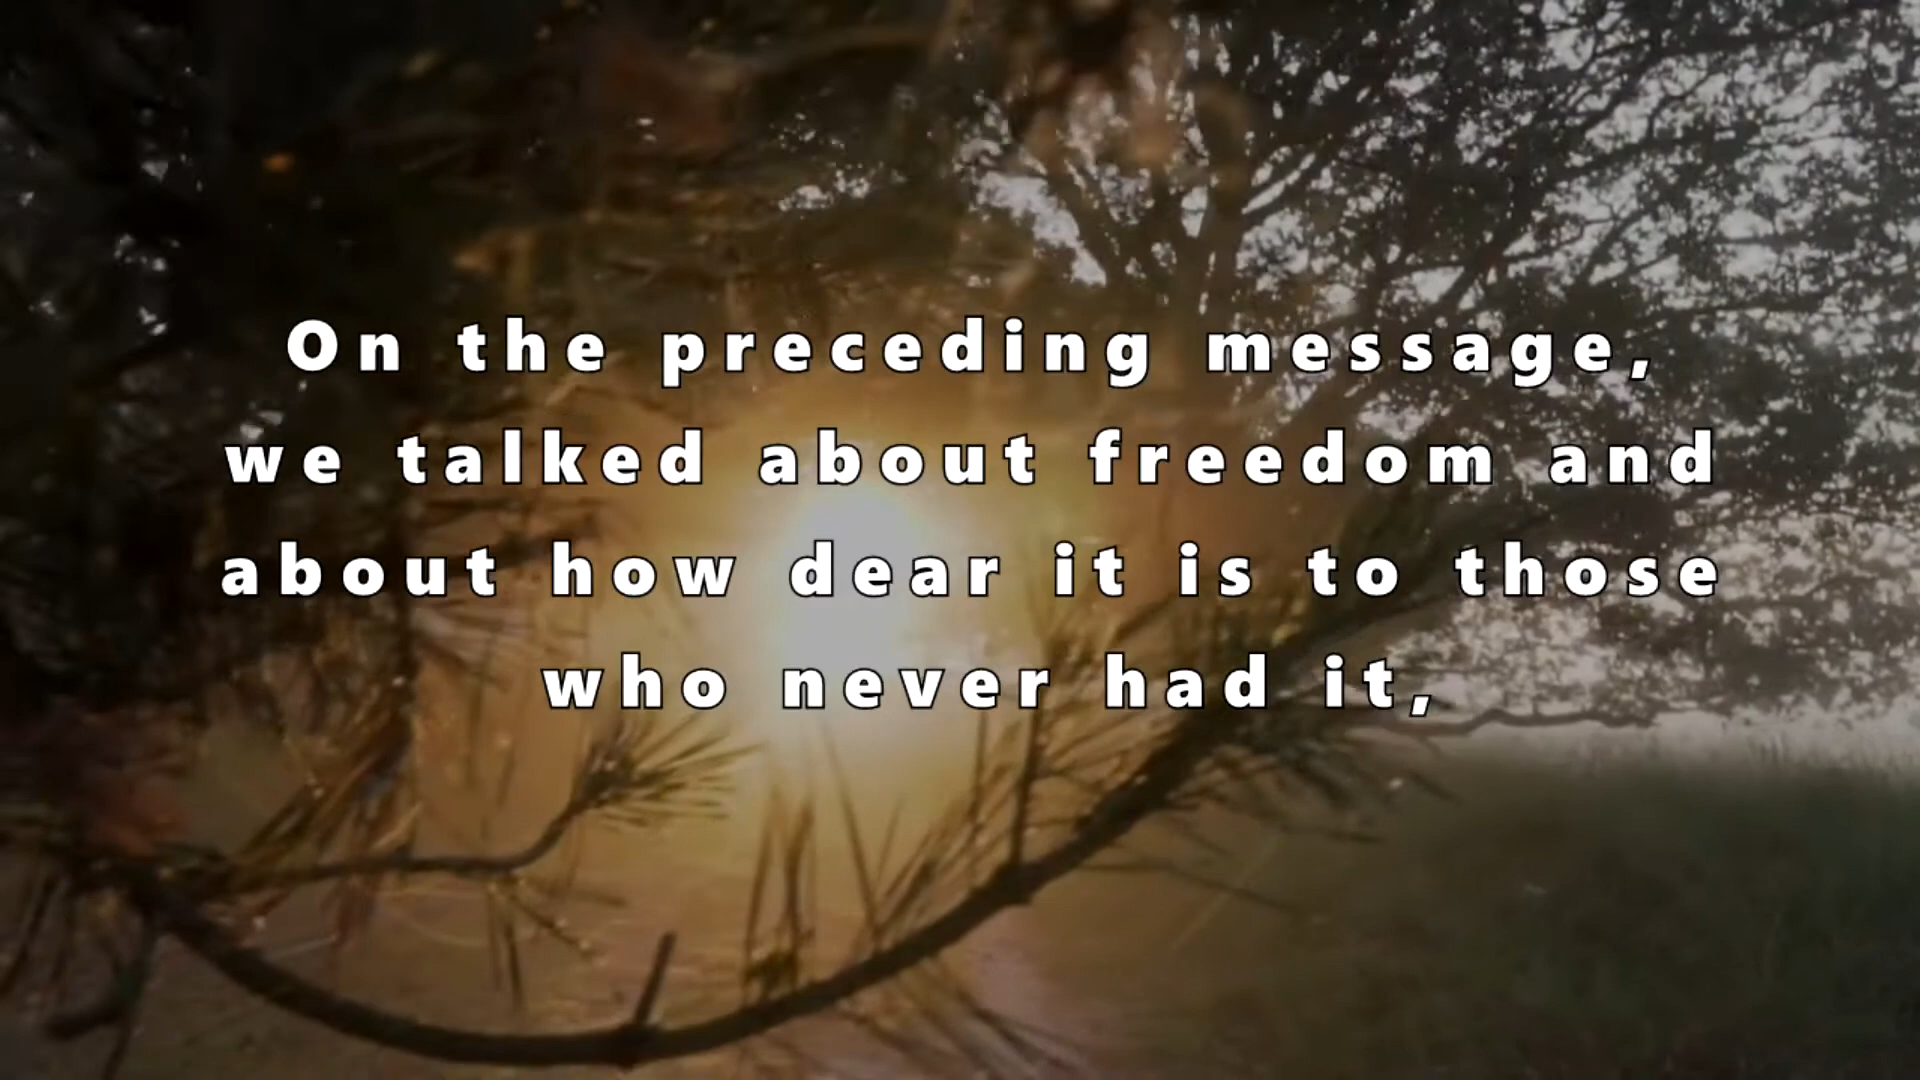 On the preceding message,
we talked about freedom and
about how dear it is to those
who never had it,